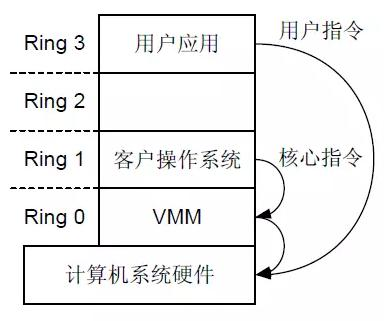 Ring 3 用户应用 用户指令
Ring 2
Ring 1 客户操作系统 核心指令
Ring 0 VMM
计算机系统硬件